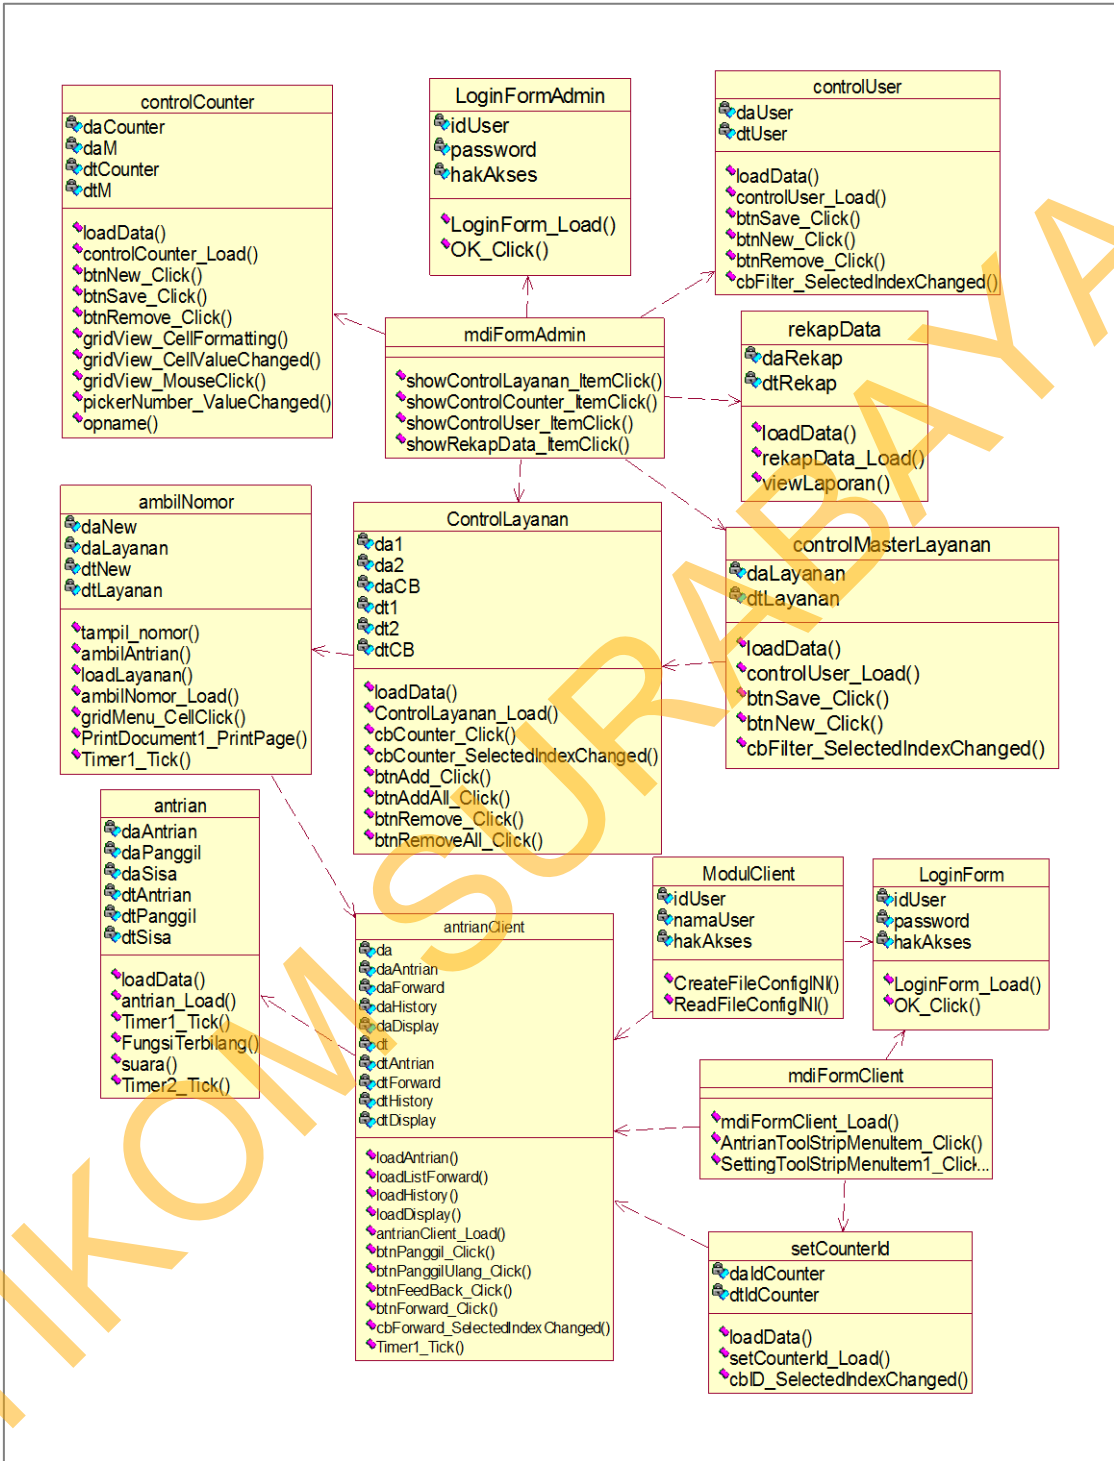 controlCounter
daCounter
daM
dtCounter
dtM
loadData()
controlCounter_Load()
btnNew_Click()
btnSave_Click()
btnRemove_Click()
gridView_CellFormatting()
gridView_CellValueChanged()
gridView_MouseClick()
pickerNumber_ValueChanged()
opname()
LoginFormAdmin
idUser
password
hakAkses
LoginForm_Load()
OK_Click()
controlUser
daUser
dtUser
loadData()
controlUser_Load()
btnSave_Click()
btnNew_Click()
btnRemove_Click()
cbFilter_SelectedIndexChanged()
mdiFormAdmin
showControlLayanan_ItemClick()
showControlCounter_ItemClick()
showControlUser_ItemClick()
showRekapData_ItemClick()
rekapData
daRekap
dtRekap
loadData()
rekapData_Load()
viewLaporan()
ambilNomor
daNew
daLayanan
dtNew
dtLayanan
tampil_nomor()
ambilAntrian()
loadLayanan()
ambilNomor_Load()
gridMenu_CellClick()
PrintDocument1_PrintPage()
Timer1_Tick()
ControlLayanan
da1
da2
daCB
dt1
dt2
dtCB
loadData()
ControlLayanan_Load()
cbCounter_Click()
cbCounter_SelectedIndexChanged()
btnAdd_Click()
btnAddAll_Click()
btnRemove_Click()
btnRemoveAll_Click()
controlMasterLayanan
daLayanan
dtLayanan
loadData()
controlUser_Load()
btnSave_Click()
btnNew_Click()
cbFilter_SelectedIndexChanged()
antrian
daAntrian
daPanggil
daSisa
dtAntrian
dtPanggil
dtSisa
loadData()
antrian_Load()
Timer1_Tick()
FungsiTerbilang()
suara()
Timer2_Tick()
antrianClient
da
daAntrian
daForward
daHistory
daDisplay
dt
dtAntrian
dtForward
dtHistory
dtDisplay
loadAntrian()
loadListForward()
loadHistory()
loadDisplay()
antrianClient_Load()
btnPanggil_Click()
btnPanggilUlang_Click()
btnFeedBack_Click()
btnForward_Click()
cbForward_SelectedIndexChanged()
Timer1_Tick()
ModulClient
idUser
namaUser
hakAkses
CreateFileConfigINI()
ReadFileConfigINI()
LoginForm
idUser
password
hakAkses
LoginForm_Load()
OK_Click()
mdiFormClient
mdiFormClient_Load()
AntrianToolStripMenuItem_Click()
SettingToolStripMenuItem1_Click...
setCounterId
daIdCounter
dtIdCounter
loadData()
setCounterId_Load()
cbID_SelectedIndexChanged()
IKOM SURABAYA